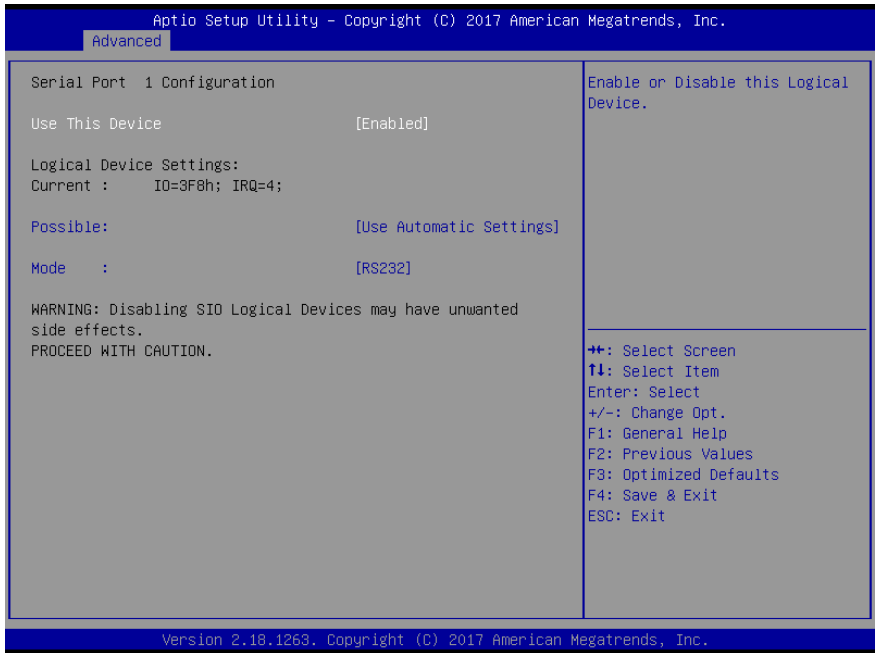 Aptio Setup Utility – Copyright (C) 2017 American Megatrends, Inc.
Advanced
Serial Port 1 Configuration
Use This Device [Enabled]
Logical Device Settings:
Current : IO=3F8h; IRQ=4;
Possible: [Use Automatic Settings]
Mode : [RS232]
WARNING: Disabling SIO Logical Devices may have unwanted
side effects.
PROCEED WITH CAUTION.
Enable or Disable this Logical
Device.
→←: Select Screen
↑↓: Select Item
Enter: Select
+/-: Change Opt.
F1: General Help
F2: Previous Values
F3: Optimized Defaults
F4: Save & Exit
ESC: Exit
Version 2.18.1263. Copyright (C) 2017 American Megatrends, Inc.